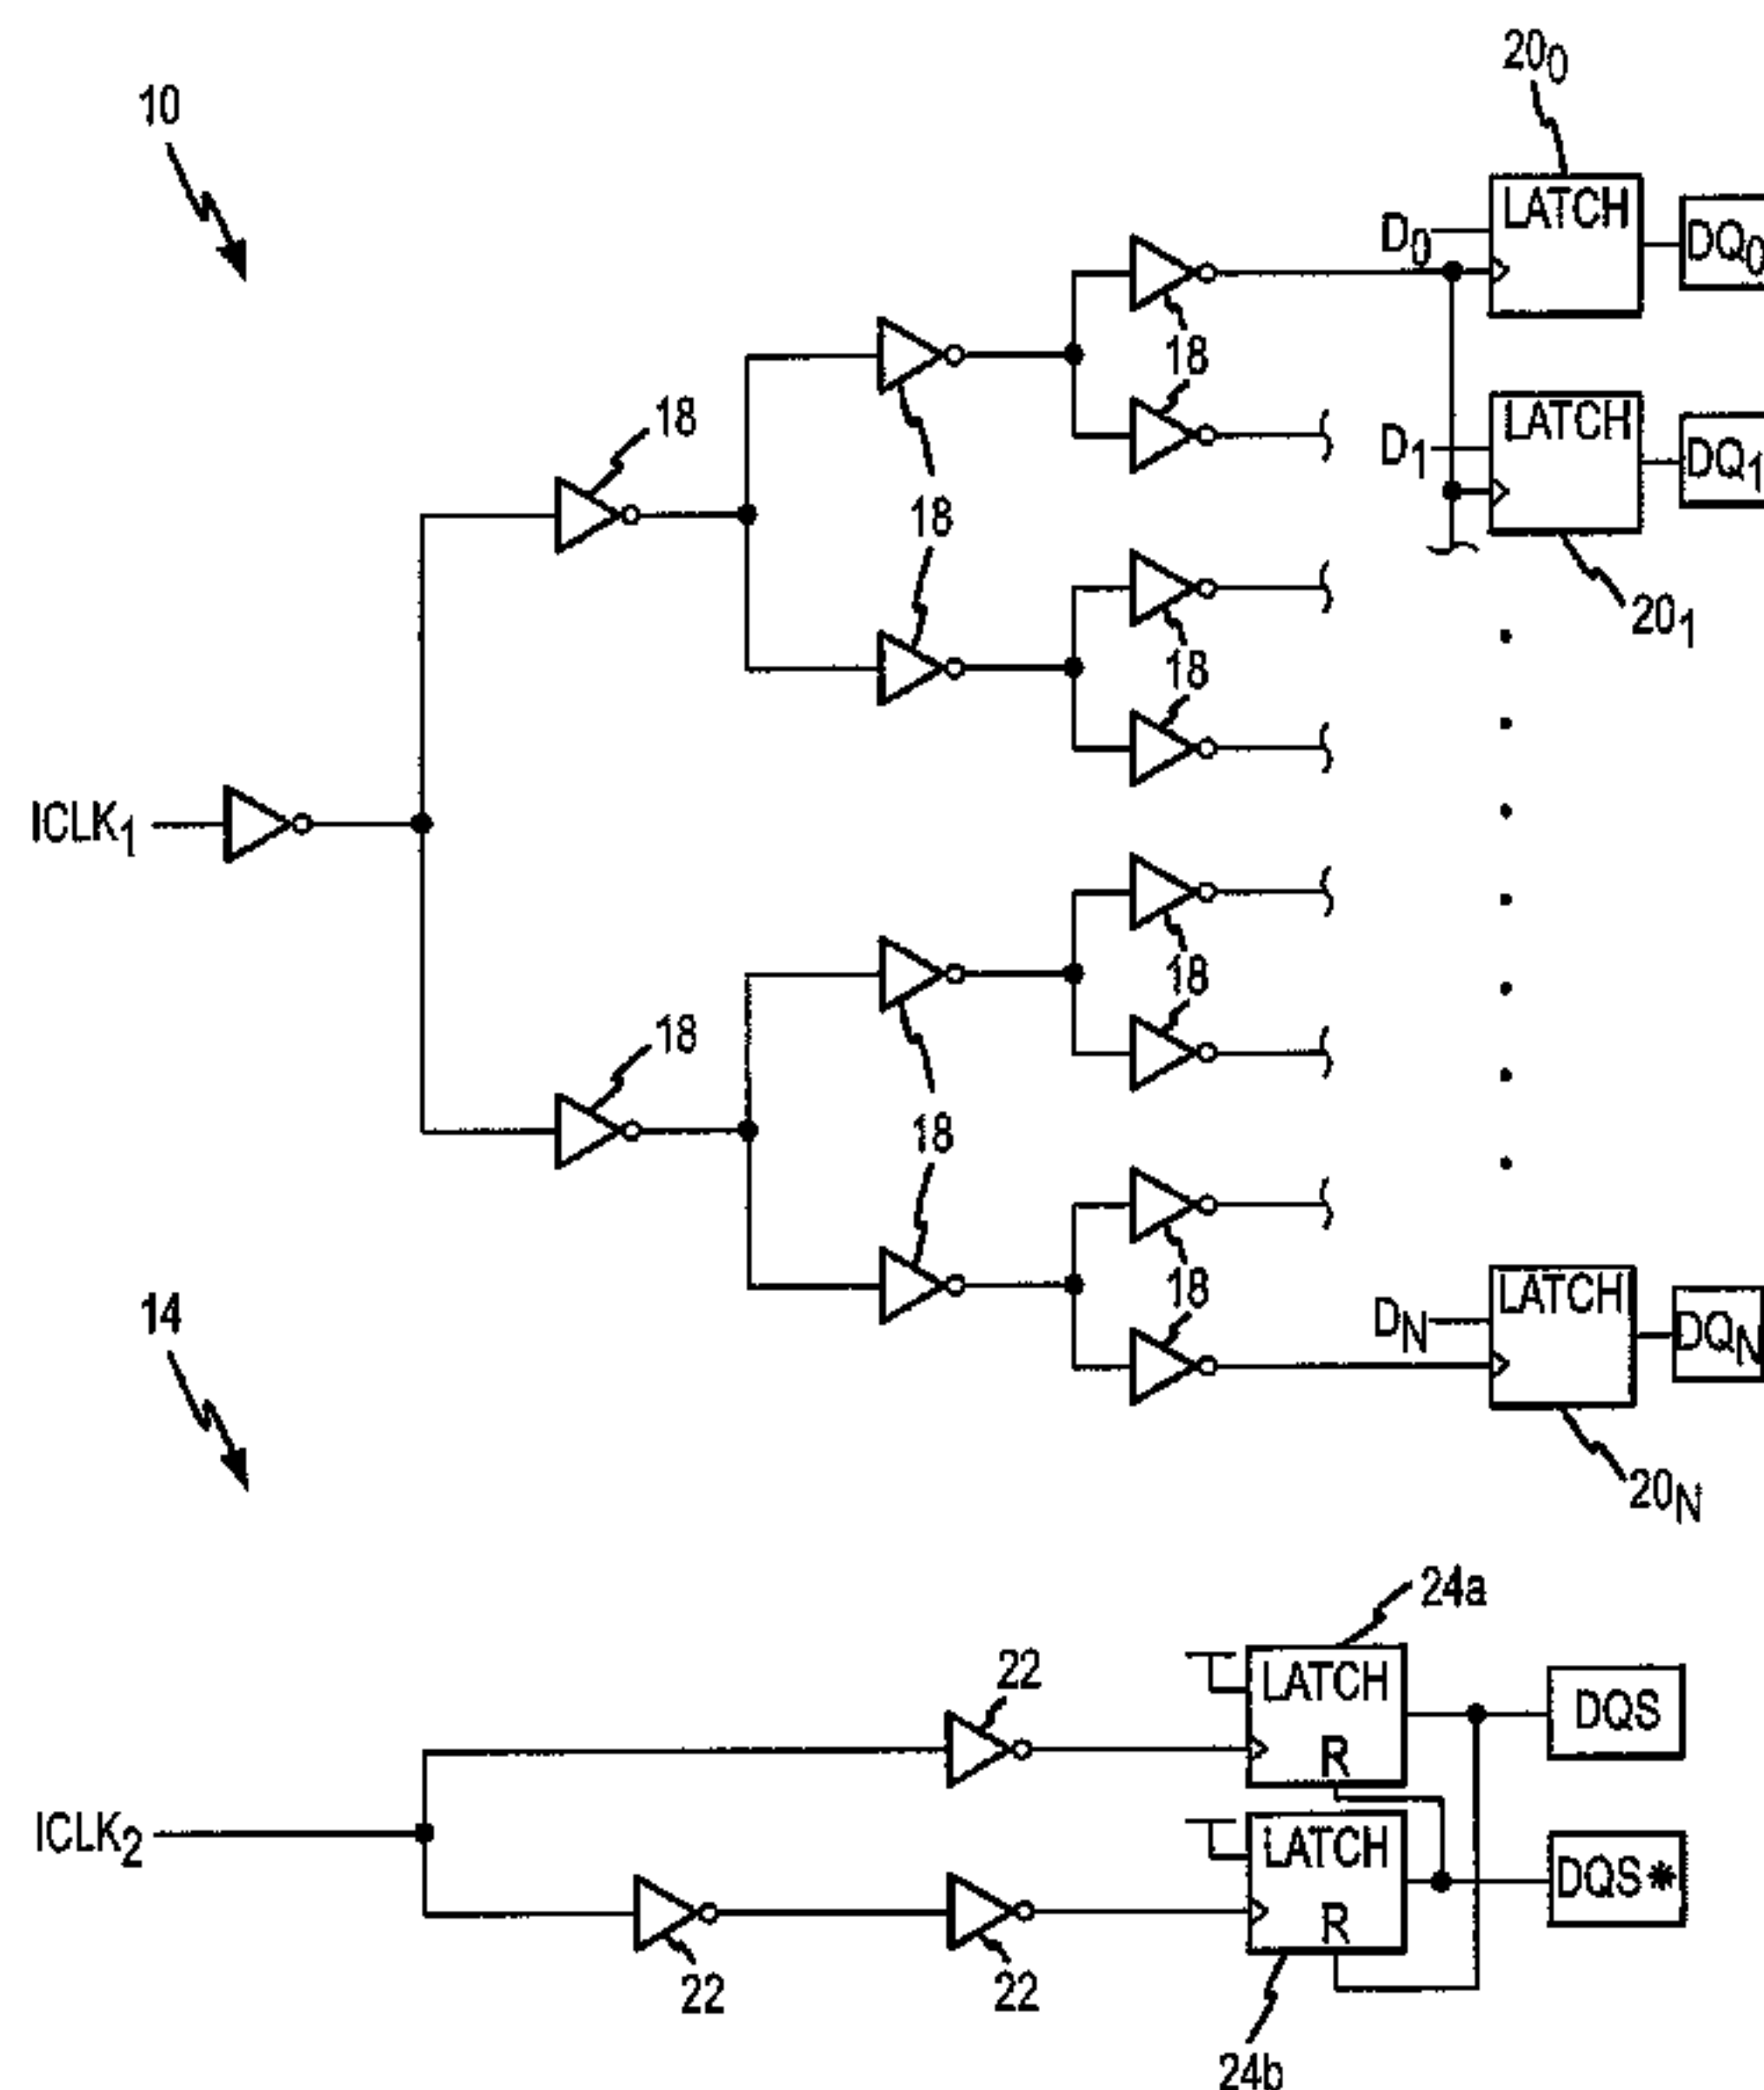 10
20₀
D₀
LATCH
DQ₀
18
18
18
D₁
LATCH
DQ₁
18
20₁
ICLK₁
18
18
18
18
14
18
D_N
LATCH
DQ_N
20_N
24a
22
LATCH
R
DQS
ICLK₂
LATCH
R
DQS*
22
22
24b